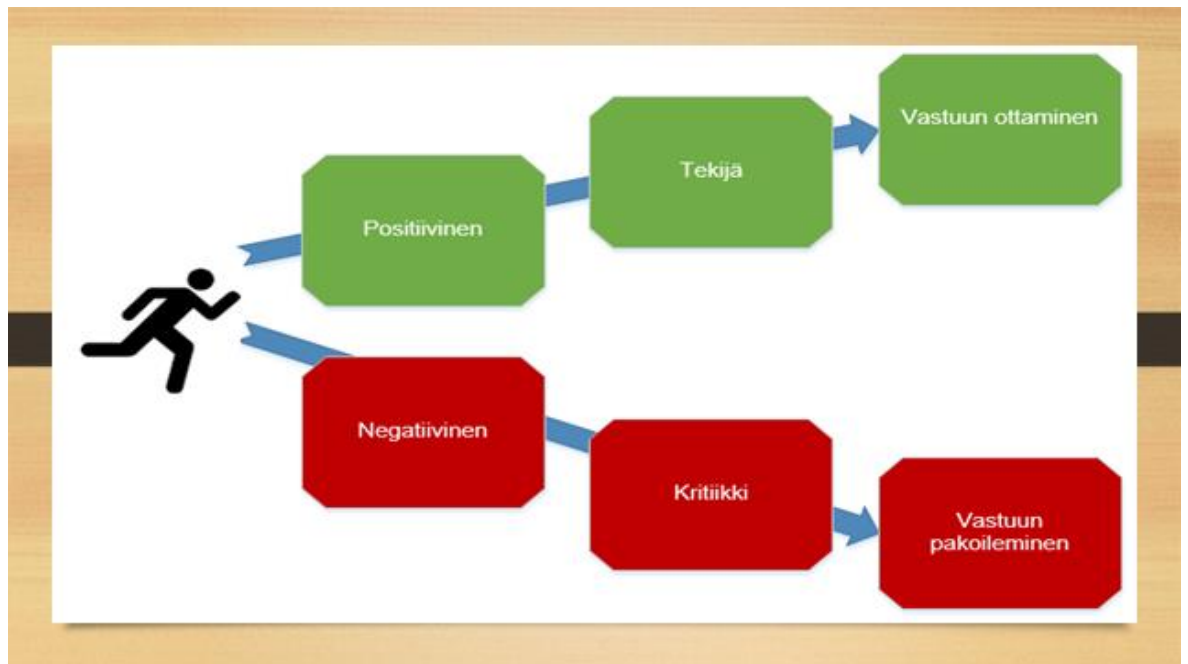 Positiivinen
Tekijä
Vastuun ottaminen
Negatiivinen
Kritiikki
Vastuun
pakoileminen